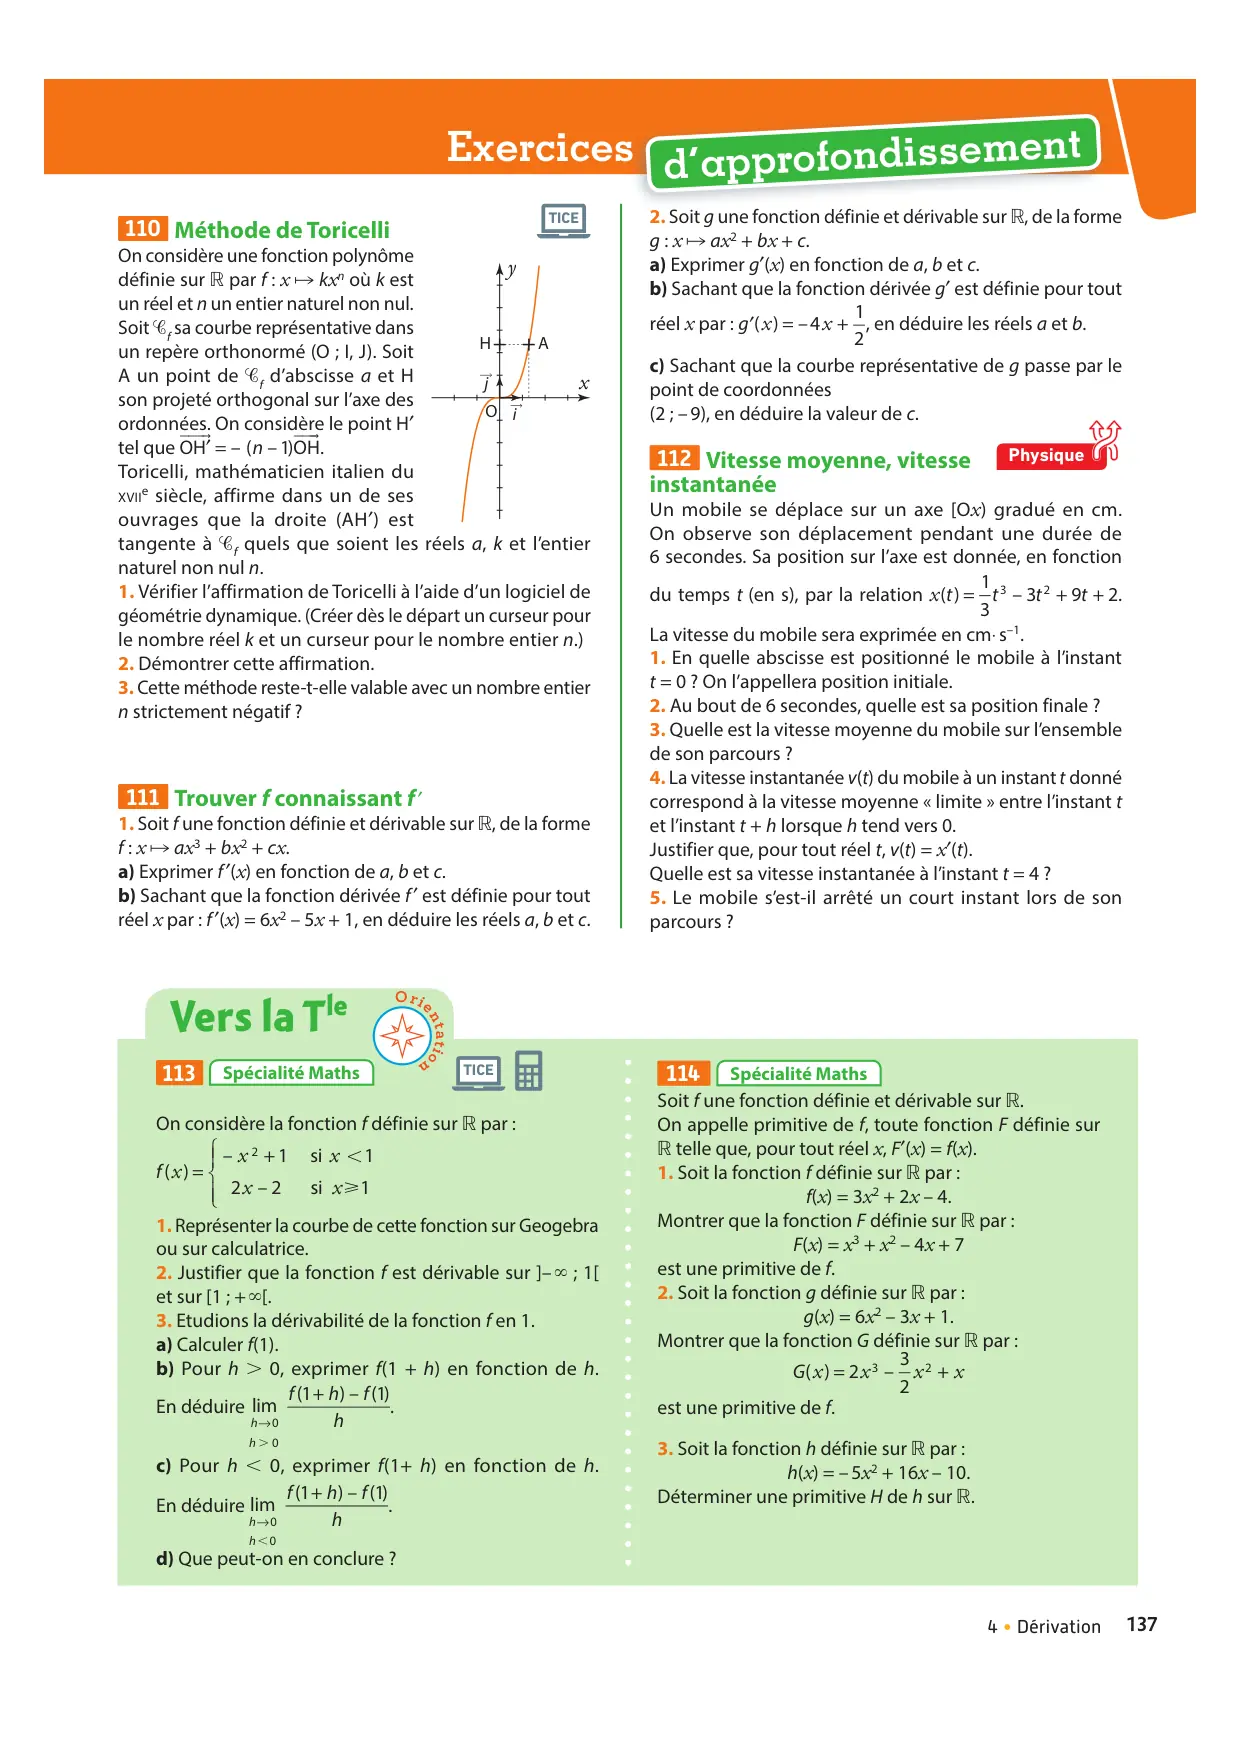 Exercices d’approfondissement
110 Méthode de Toricelli
TICE
On considère une fonction polynôme
définie sur ℝ par f : x ↦ kxⁿ où k est
un réel et n un entier naturel non nul.
Soit 𝒞f sa courbe représentative dans
un repère orthonormé (O ; I, J). Soit
A un point de 𝒞f d’abscisse a et H
son projeté orthogonal sur l’axe des
ordonnées. On considère le point H′
tel que OH′ = – (n – 1)OH.
Toricelli, mathématicien italien du
XVIIe siècle, affirme dans un de ses
ouvrages que la droite (AH′) est
tangente à 𝒞f quels que soient les réels a, k et l’entier
naturel non nul n.
y
H
A
j
x
O
i
1. Vérifier l’affirmation de Toricelli à l’aide d’un logiciel de
géométrie dynamique. (Créer dès le départ un curseur pour
le nombre réel k et un curseur pour le nombre entier n.)
2. Démontrer cette affirmation.
3. Cette méthode reste-t-elle valable avec un nombre entier
n strictement négatif ?
111 Trouver f connaissant f′
1. Soit f une fonction définie et dérivable sur ℝ, de la forme
f : x ↦ ax³ + bx² + cx.
a) Exprimer f′(x) en fonction de a, b et c.
b) Sachant que la fonction dérivée f′ est définie pour tout
réel x par : f′(x) = 6x² – 5x + 1, en déduire les réels a, b et c.
2. Soit g une fonction définie et dérivable sur ℝ, de la forme
g : x ↦ ax² + bx + c.
a) Exprimer g′(x) en fonction de a, b et c.
b) Sachant que la fonction dérivée g′ est définie pour tout
réel x par : g′(x) = – 4x + 1/2, en déduire les réels a et b.
c) Sachant que la courbe représentative de g passe par le
point de coordonnées
(2 ; – 9), en déduire la valeur de c.
112 Vitesse moyenne, vitesse
instantanée
Physique
Un mobile se déplace sur un axe [Ox) gradué en cm.
On observe son déplacement pendant une durée de
6 secondes. Sa position sur l’axe est donnée, en fonction
du temps t (en s), par la relation x(t) = 1/3 t³ – 3t² + 9t + 2.
La vitesse du mobile sera exprimée en cm· s⁻¹.
1. En quelle abscisse est positionné le mobile à l’instant
t = 0 ? On l’appellera position initiale.
2. Au bout de 6 secondes, quelle est sa position finale ?
3. Quelle est la vitesse moyenne du mobile sur l’ensemble
de son parcours ?
4. La vitesse instantanée v(t) du mobile à un instant t donné
correspond à la vitesse moyenne « limite » entre l’instant t
et l’instant t + h lorsque h tend vers 0.
Justifier que, pour tout réel t, v(t) = x′(t).
Quelle est sa vitesse instantanée à l’instant t = 4 ?
5. Le mobile s’est-il arrêté un court instant lors de son
parcours ?
Vers la Tle
Orientation
113 Spécialité Maths
TICE
On considère la fonction f définie sur ℝ par :
f(x) = { – x² + 1 si x < 1
2x – 2 si x ⩾ 1
1. Représenter la courbe de cette fonction sur Geogebra
ou sur calculatrice.
2. Justifier que la fonction f est dérivable sur ]– ∞ ; 1[
et sur [1 ; + ∞[.
3. Etudions la dérivabilité de la fonction f en 1.
a) Calculer f(1).
b) Pour h > 0, exprimer f(1 + h) en fonction de h.
En déduire lim h→0 h > 0 (f(1 + h) – f(1))/h.
c) Pour h < 0, exprimer f(1+ h) en fonction de h.
En déduire lim h→0 h < 0 (f(1 + h) – f(1))/h.
d) Que peut-on en conclure ?
114 Spécialité Maths
Soit f une fonction définie et dérivable sur ℝ.
On appelle primitive de f, toute fonction F définie sur
ℝ telle que, pour tout réel x, F′(x) = f(x).
1. Soit la fonction f définie sur ℝ par :
f(x) = 3x² + 2x – 4.
Montrer que la fonction F définie sur ℝ par :
F(x) = x³ + x² – 4x + 7
est une primitive de f.
2. Soit la fonction g définie sur ℝ par :
g(x) = 6x² – 3x + 1.
Montrer que la fonction G définie sur ℝ par :
G(x) = 2x³ – 3/2 x² + x
est une primitive de f.
3. Soit la fonction h définie sur ℝ par :
h(x) = – 5x² + 16x – 10.
Déterminer une primitive H de h sur ℝ.
4 • Dérivation 137